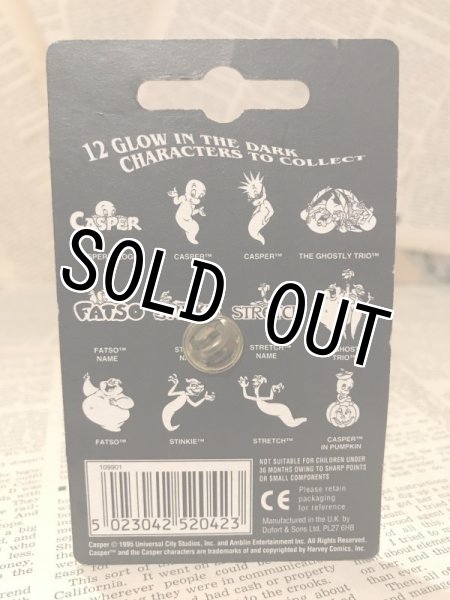 12 GLOW IN THE DARK
CHARACTERS TO COLLECT
CASPER
CASPER™
CASPER™
THE GHOSTLY TRIO™
SOLD OUT
FATSO
FATSO™
NAME
NAME
STRETCH™
NAME
TRIO™
FATSO™
STINKIE™
STRETCH™
CASPER™
IN PUMPKIN
109901
5 023042 520423
NOT SUITABLE FOR CHILDREN UNDER
36 MONTHS OWING TO SHARP POINTS
OR SMALL COMPONENTS
CE
Please retain
packaging
for reference
Manufactured in the U.K by
Dufort & Sons Ltd. PL27 6HB
Casper © 1995 Universal City Studios, Inc. and Amblin Entertainment Inc. All Rights Reserved.
Casper™ and the Casper characters are trademarks of and copyrighted by Harvey Comics, Inc.